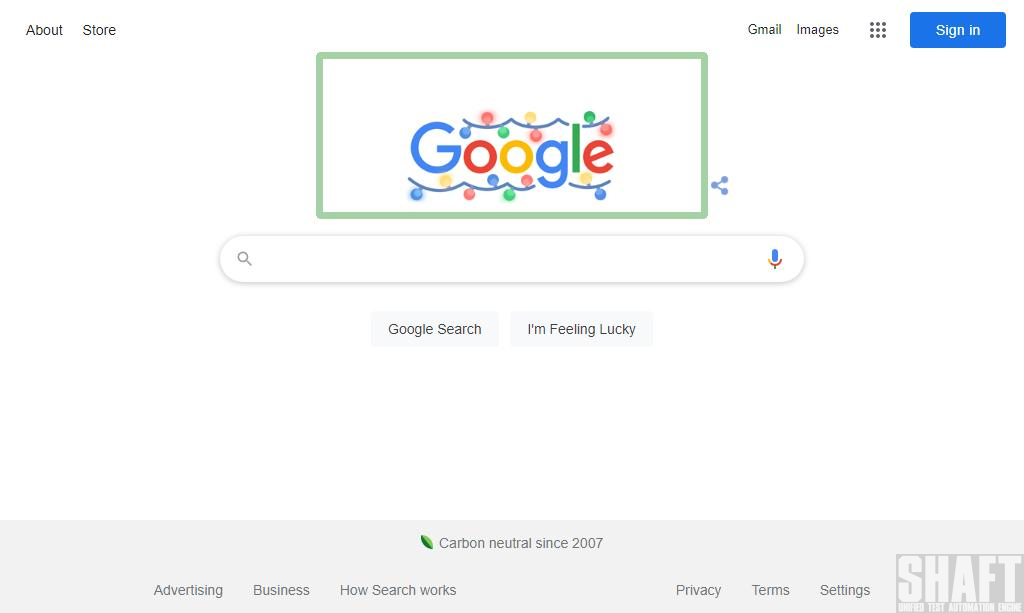 About Store Gmail Images Sign in
Google
Google Search I'm Feeling Lucky
Carbon neutral since 2007
Advertising Business How Search works Privacy Terms Settings
SHAFT
UNIFIED TEST AUTOMATION ENGINE